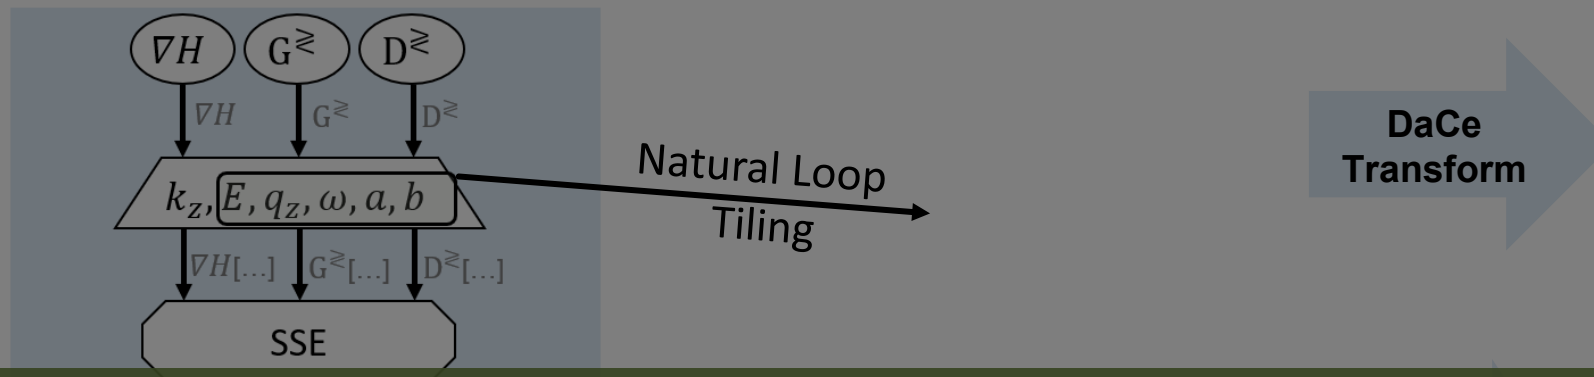 ∇H G≷ D≷
∇H G≷ D≷
k_z, E, q_z, ω, a, b
∇H[...] G≷[...] D≷[...]
SSE
Natural Loop
Tiling
DaCe
Transform